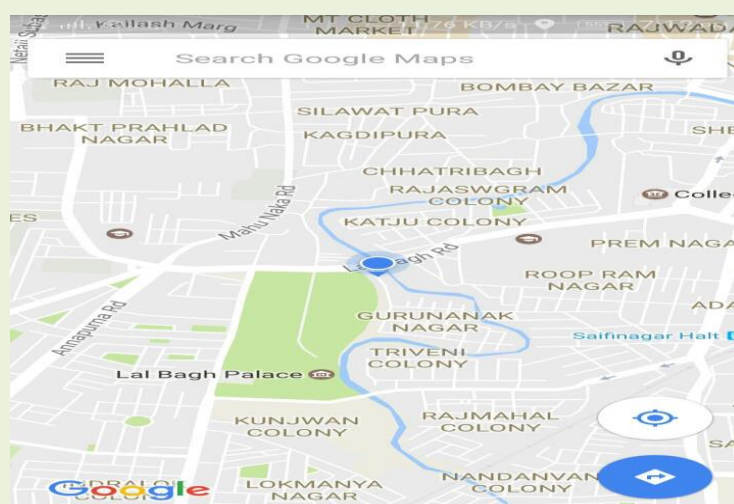 Kailash Marg
MT CLOTH
MARKET
RAJWADA
Search Google Maps
RAJ MOHALLA
BOMBAY BAZAR
SILAWAT PURA
BHAKT PRAHLAD
NAGAR
KAGDIPURA
SHE
CHHATRIBAGH
RAJASWGRAM
COLONY
Colle
ES
Mahu Naka Rd
KATJU COLONY
PREM NAGA
Lal Bagh Rd
ROOP RAM
NAGAR
Annapurna Rd
ADA
GURUNANAK
NAGAR
Saifinagar Halt
TRIVENI
COLONY
Lal Bagh Palace
KUNJWAN
COLONY
RAJMAHAL
COLONY
SA
Google
LOKMANYA
NAGAR
NANDANVAN
COLONY